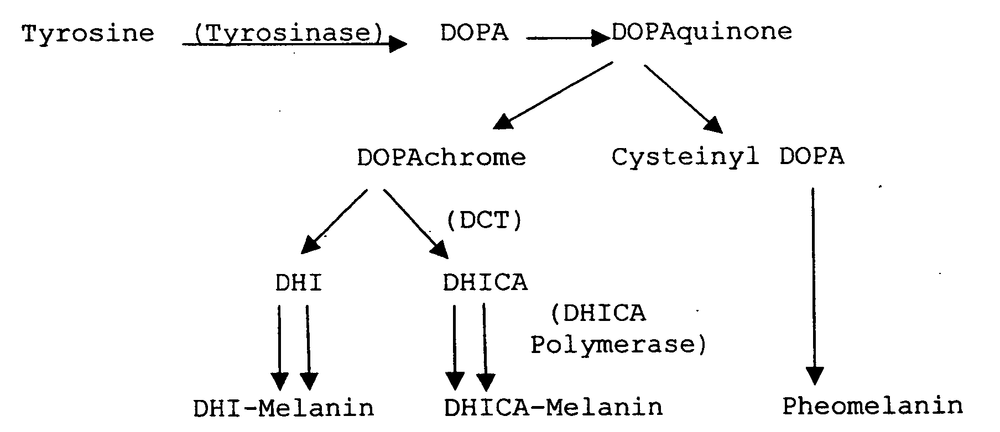 Tyrosine (Tyrosinase) DOPA DOPAquinone
DOPAchrome Cysteinyl DOPA
(DCT)
DHI DHICA
(DHICA
Polymerase)
DHI-Melanin DHICA-Melanin Pheomelanin